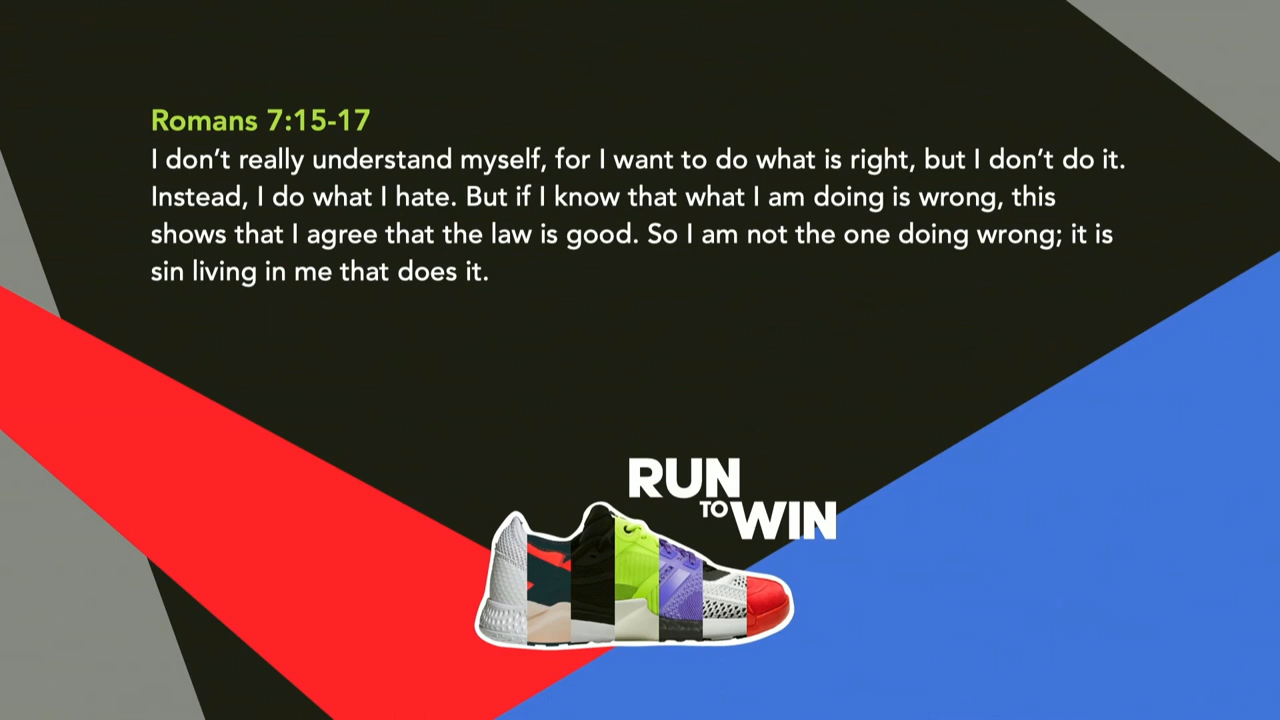 Romans 7:15-17
I don’t really understand myself, for I want to do what is right, but I don’t do it.
Instead, I do what I hate. But if I know that what I am doing is wrong, this
shows that I agree that the law is good. So I am not the one doing wrong; it is
sin living in me that does it.
RUN
TO WIN